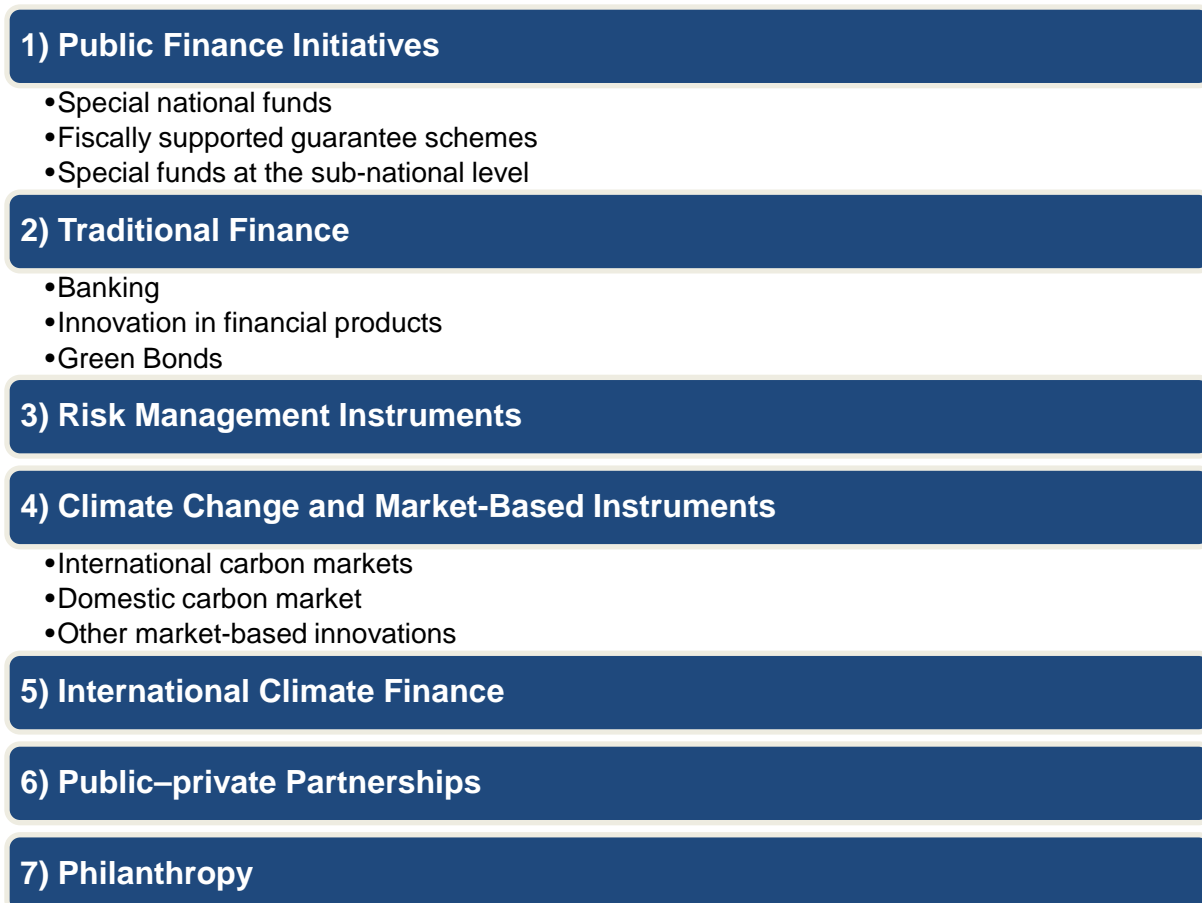 1) Public Finance Initiatives
•Special national funds
•Fiscally supported guarantee schemes
•Special funds at the sub-national level
2) Traditional Finance
•Banking
•Innovation in financial products
•Green Bonds
3) Risk Management Instruments
4) Climate Change and Market-Based Instruments
•International carbon markets
•Domestic carbon market
•Other market-based innovations
5) International Climate Finance
6) Public–private Partnerships
7) Philanthropy